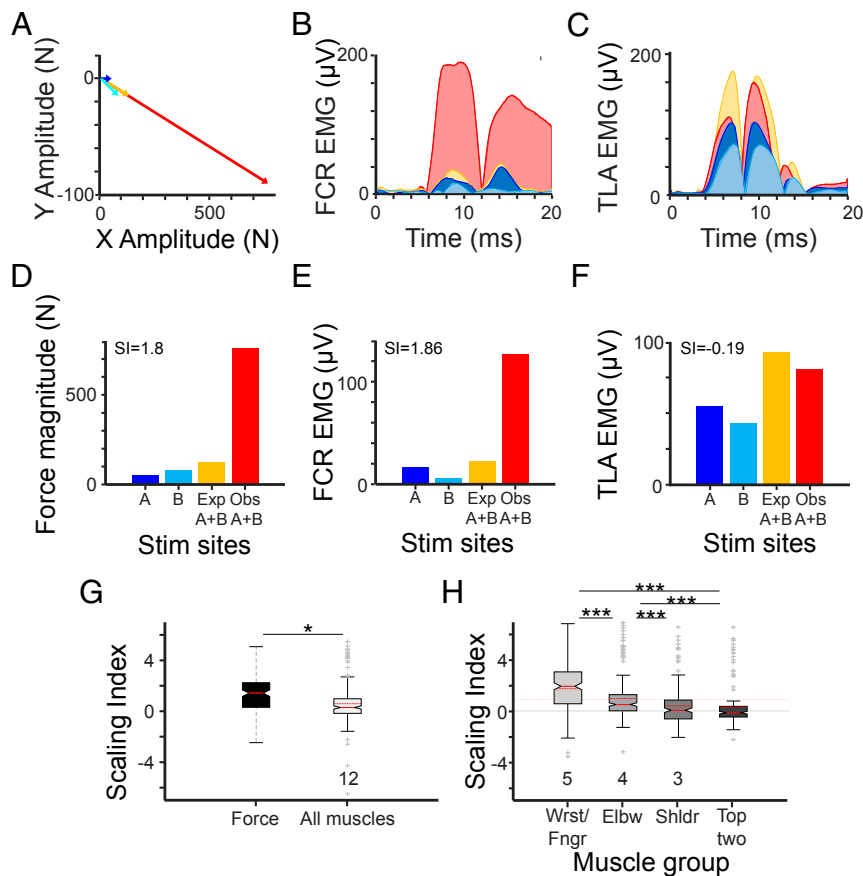 A
Y Amplitude (N)
0
-100
0
500
X Amplitude (N)
B
FCR EMG (µV)
200
0
0
10
20
Time (ms)
C
TLA EMG (µV)
200
0
0
10
20
Time (ms)
D
Force magnitude (N)
SI=1.8
500
0
A B Exp Obs
A+B A+B
Stim sites
E
FCR EMG (µV)
SI=1.86
100
0
A B Exp Obs
A+B A+B
Stim sites
F
TLA EMG (µV)
100
SI=-0.19
0
A B Exp Obs
A+B A+B
Stim sites
G
Scaling Index
*
4
0
-4
12
Force All muscles
H
Scaling Index
***
***
*** ***
4
0
-4
5 4 3
Wrst/ Elbw Shldr Top
Fngr two
Muscle group